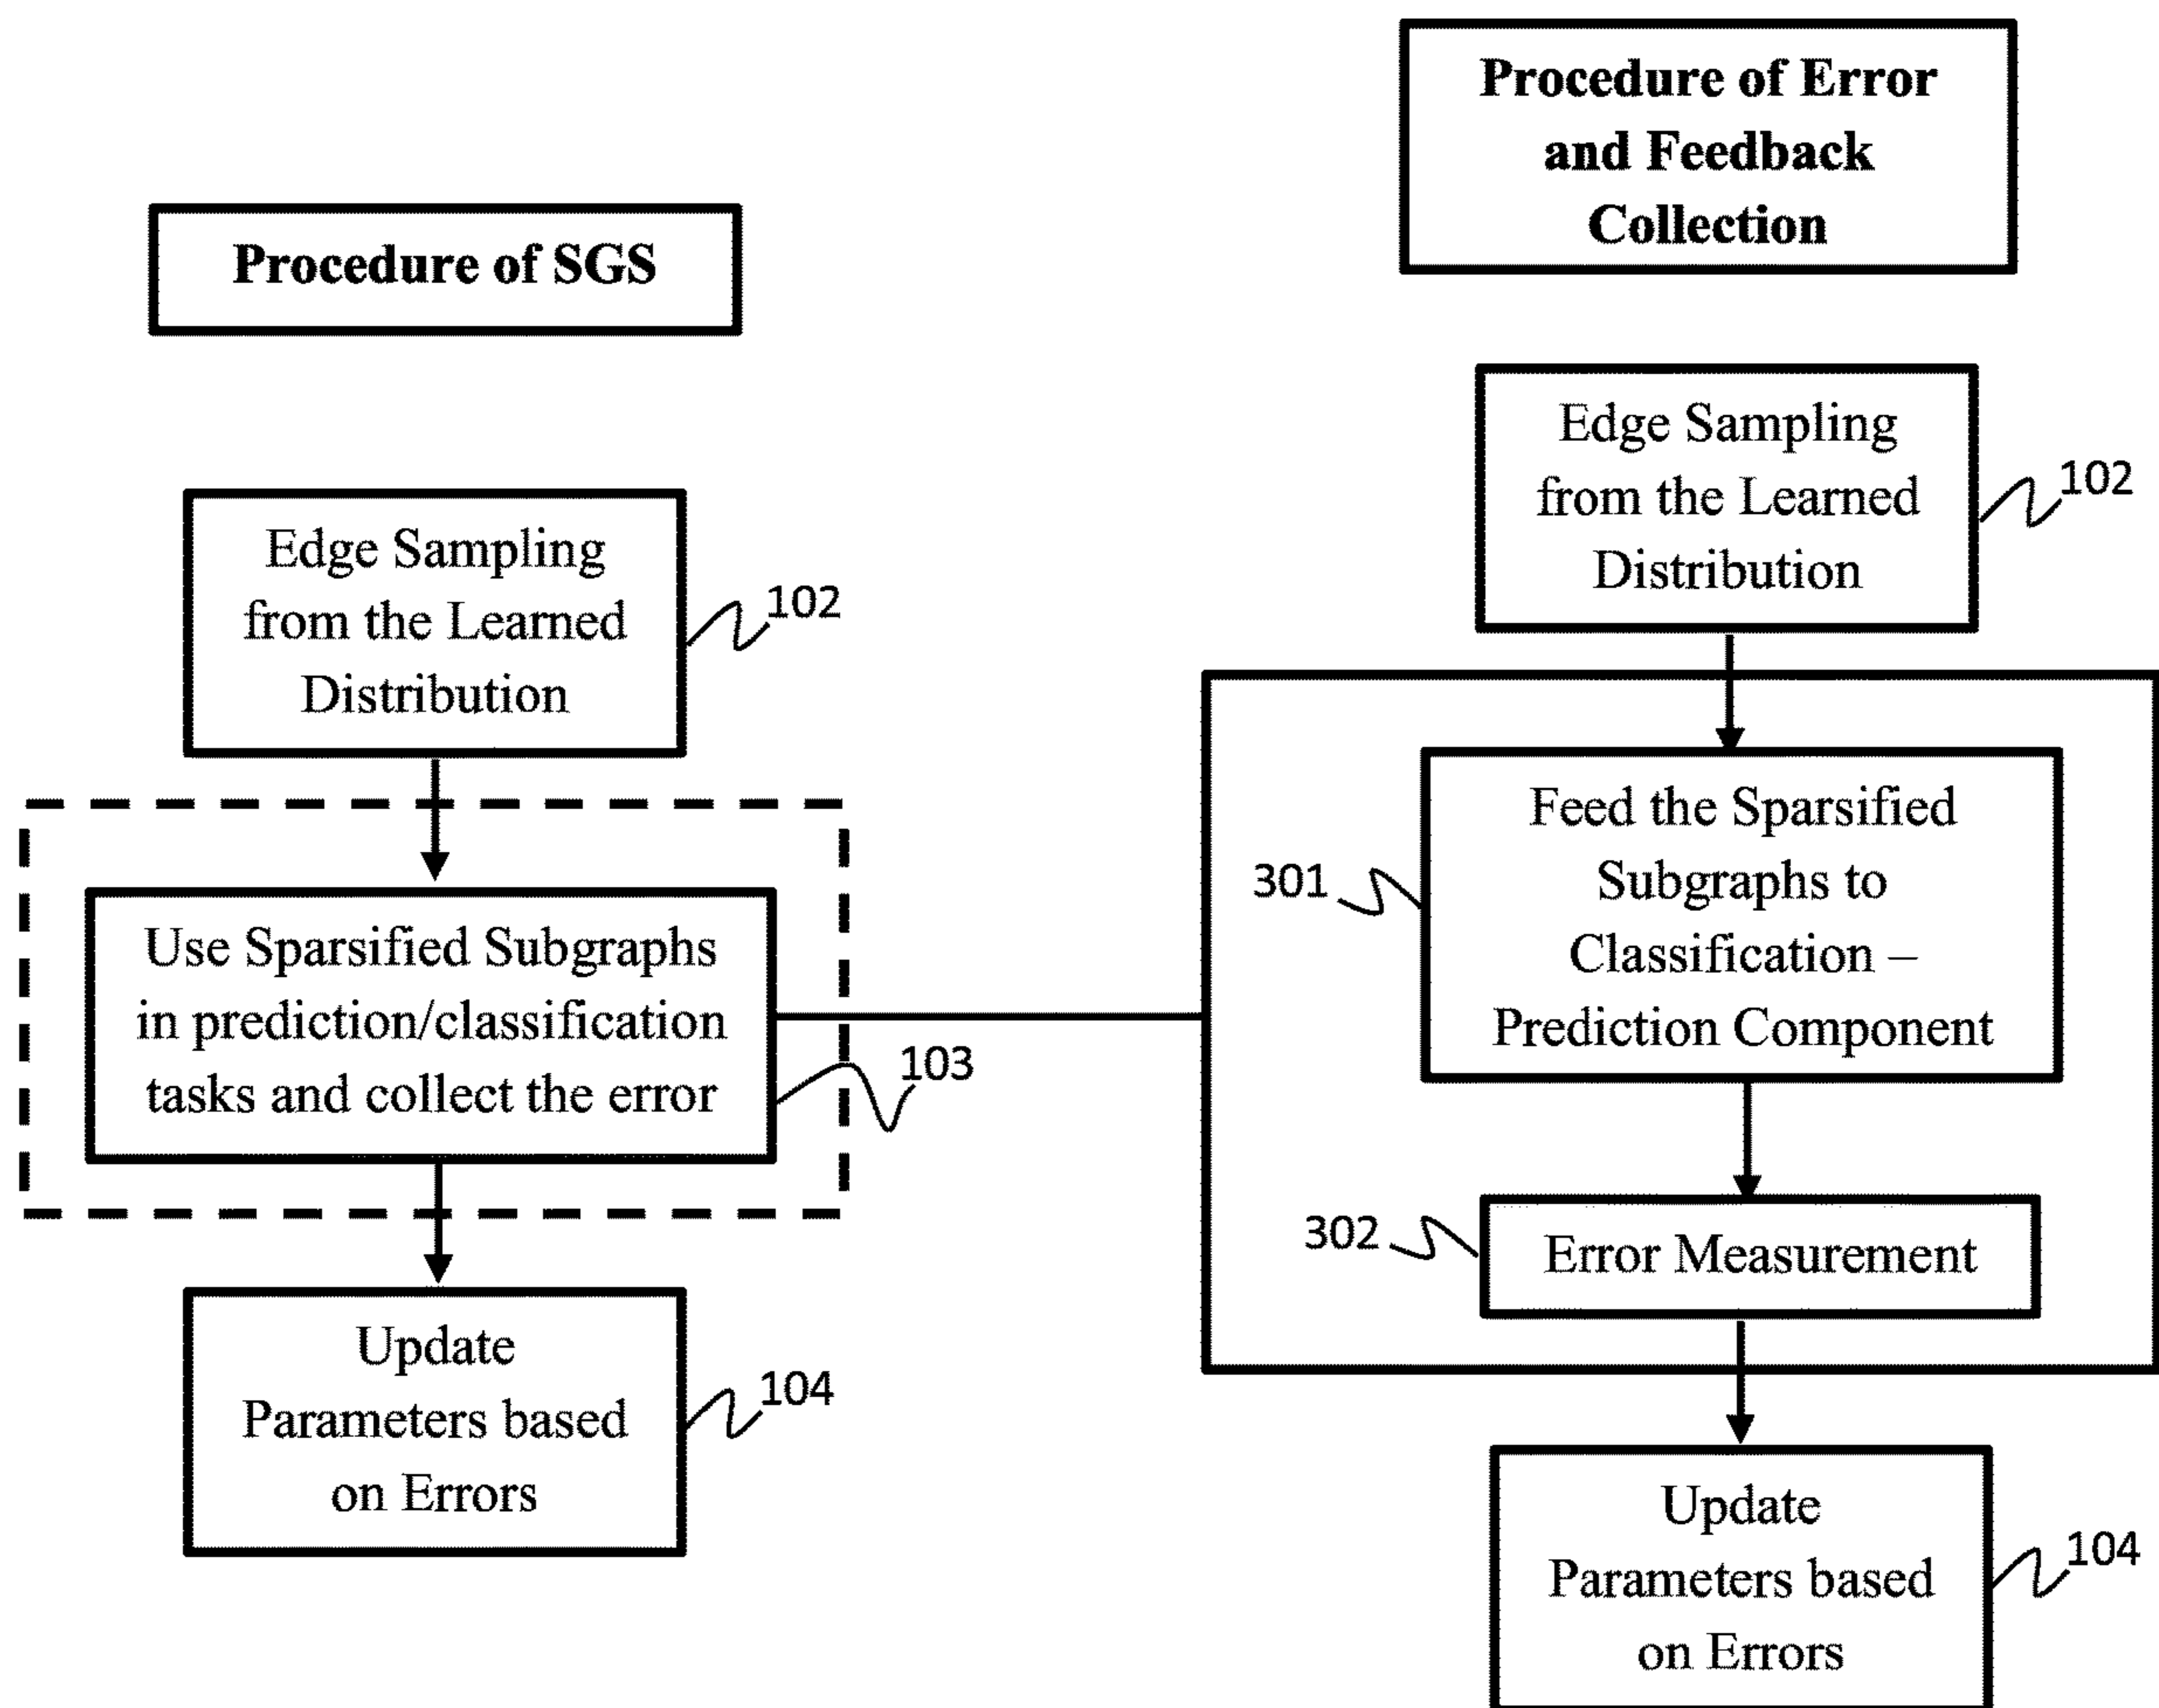 Procedure of SGS
Edge Sampling
from the Learned
Distribution
102
Use Sparsified Subgraphs
in prediction/classification
tasks and collect the error
103
Update
Parameters based
on Errors
104
Procedure of Error
and Feedback
Collection
Edge Sampling
from the Learned
Distribution
102
Feed the Sparsified
Subgraphs to
Classification –
Prediction Component
301
302
Error Measurement
Update
Parameters based
on Errors
104